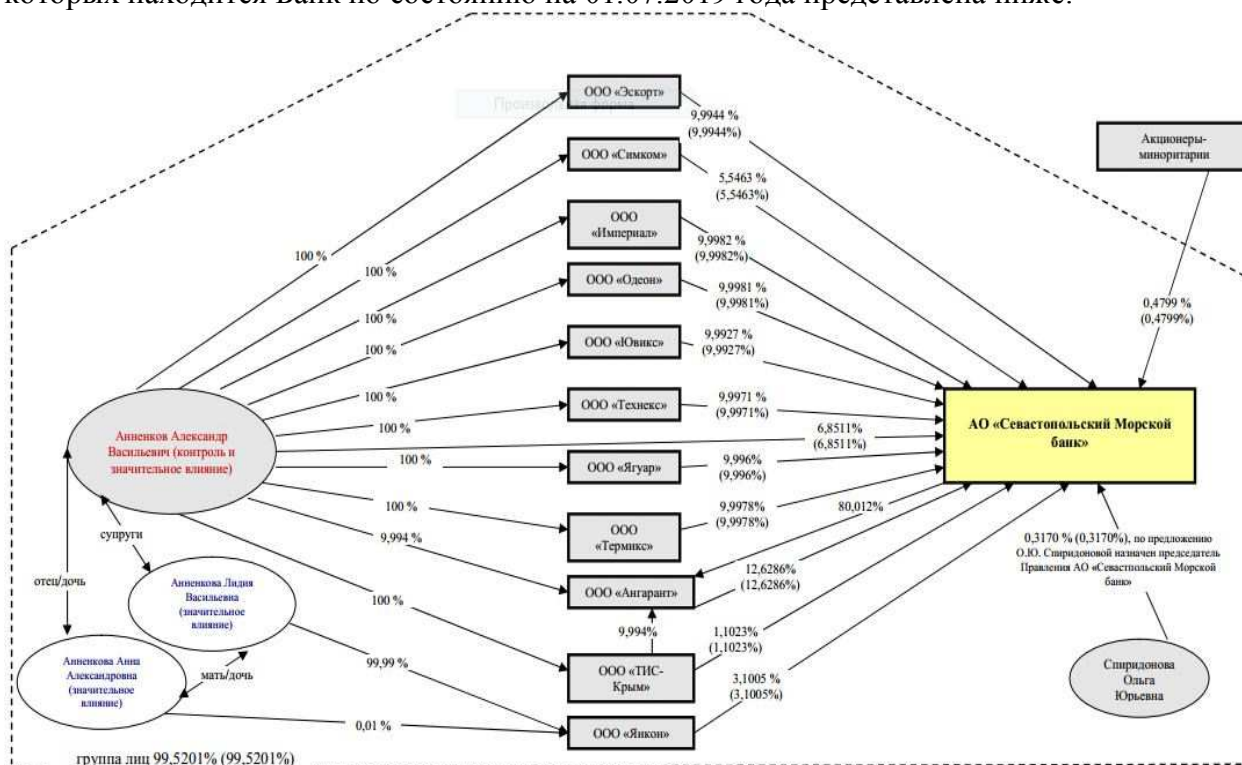 которых находится Банк по состоянию на 01.07.2019 года представлена ниже:
ООО «Эскорт»
9,9944 %
(9,9944%)
Акционеры-
миноритарии
ООО «Симком»
5,5463 %
(5,5463%)
ООО
«Империал»
9,9982 %
(9,9982%)
100 %
100 %
ООО «Одеон»
9,9981 %
(9,9981%)
0,4799 %
(0,4799%)
100 %
100 %
ООО «Ювикс»
9,9927 %
(9,9927%)
100 %
ООО «Технекс»
9,9971 %
(9,9971%)
100 %
6,8511%
(6,8511%)
АО «Севастопольский Морской
банк»
Анненков Александр
Васильевич (контроль и
значительное влияние)
100 %
ООО «Ягуар»
9,996%
(9,996%)
100 %
9,9978%
(9,9978%)
80,012%
супруги
9,994%
ООО
«Термикс»
0,3170 % (0,3170%), по предложению
О.Ю. Спиридоновой назначен председатель
Правления АО «Севастпольский Морской
банк»
отец/дочь
Анненкова Лидия
Васильевна
(значительное
влияние)
100 %
ООО «Ангарант»
12,6286%
(12,6286%)
9,994%
1,1023%
(1,1023%)
Анненкова Анна
Александровна
(значительное
влияние)
мать/дочь
99,99 %
ООО «ТИС-
Крым»
3,1005 %
(3,1005%)
Спиридонова
Ольга
Юрьевна
0,01 %
ООО «Янкон»
группа лиц 99,5201% (99,5201%)